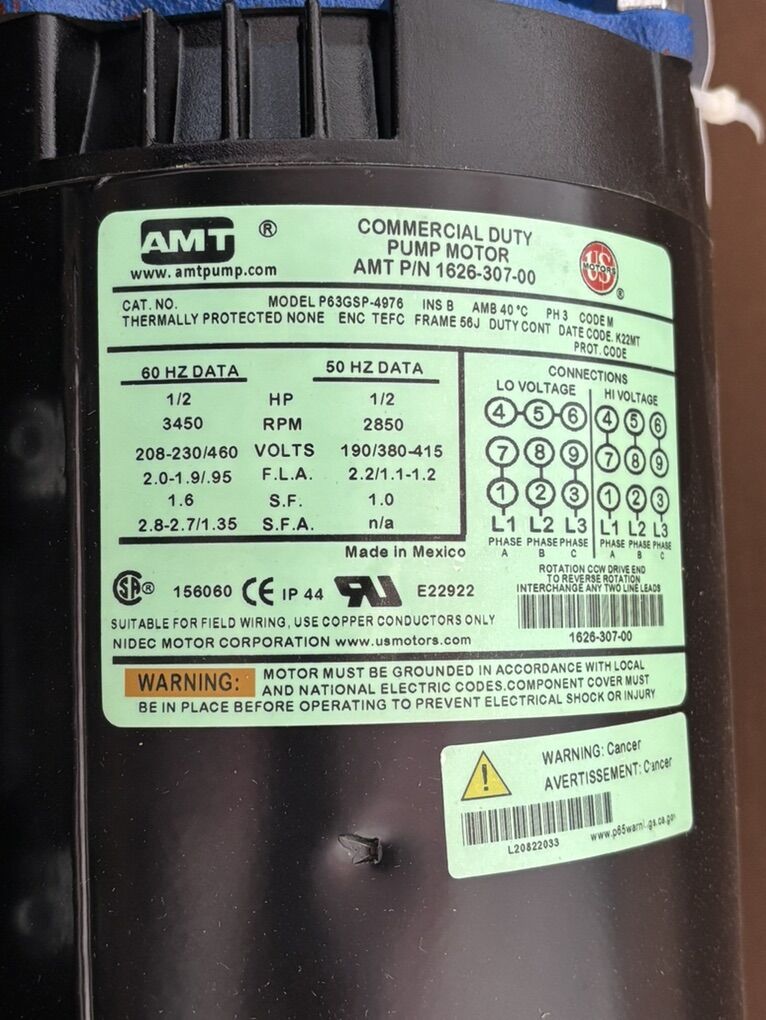 AMT ®
www.amtpump.com
COMMERCIAL DUTY
PUMP MOTOR
AMT P/N 1626-307-00
US
MOTORS
®
CAT. NO. MODEL P63GSP-4976 INS B AMB 40 °C PH 3 CODE M
THERMALLY PROTECTED NONE ENC TEFC FRAME 56J DUTY CONT DATE CODE. K22MT
PROT. CODE
60 HZ DATA 50 HZ DATA
1/2 HP 1/2
3450 RPM 2850
208-230/460 VOLTS 190/380-415
2.0-1.9/.95 F.L.A. 2.2/1.1-1.2
1.6 S.F. 1.0
2.8-2.7/1.35 S.F.A. n/a
CONNECTIONS
LO VOLTAGE HI VOLTAGE
4 5 6 4 5 6
7 8 9 7 8 9
1 2 3 1 2 3
L1 L2 L3 L1 L2 L3
PHASE PHASE PHASE PHASE PHASE PHASE
A B C A B C
Made in Mexico
ROTATION CCW DRIVE END
TO REVERSE ROTATION
INTERCHANGE ANY TWO LINE LEADS
1626-307-00
SA ® 156060 CE IP 44 RU E22922
SUITABLE FOR FIELD WIRING, USE COPPER CONDUCTORS ONLY
NIDEC MOTOR CORPORATION www.usmotors.com
WARNING: MOTOR MUST BE GROUNDED IN ACCORDANCE WITH LOCAL
AND NATIONAL ELECTRIC CODES.COMPONENT COVER MUST
BE IN PLACE BEFORE OPERATING TO PREVENT ELECTRICAL SHOCK OR INJURY
WARNING: Cancer
AVERTISSEMENT: Cancer
L20822033
www.p65warnings.ca.gov